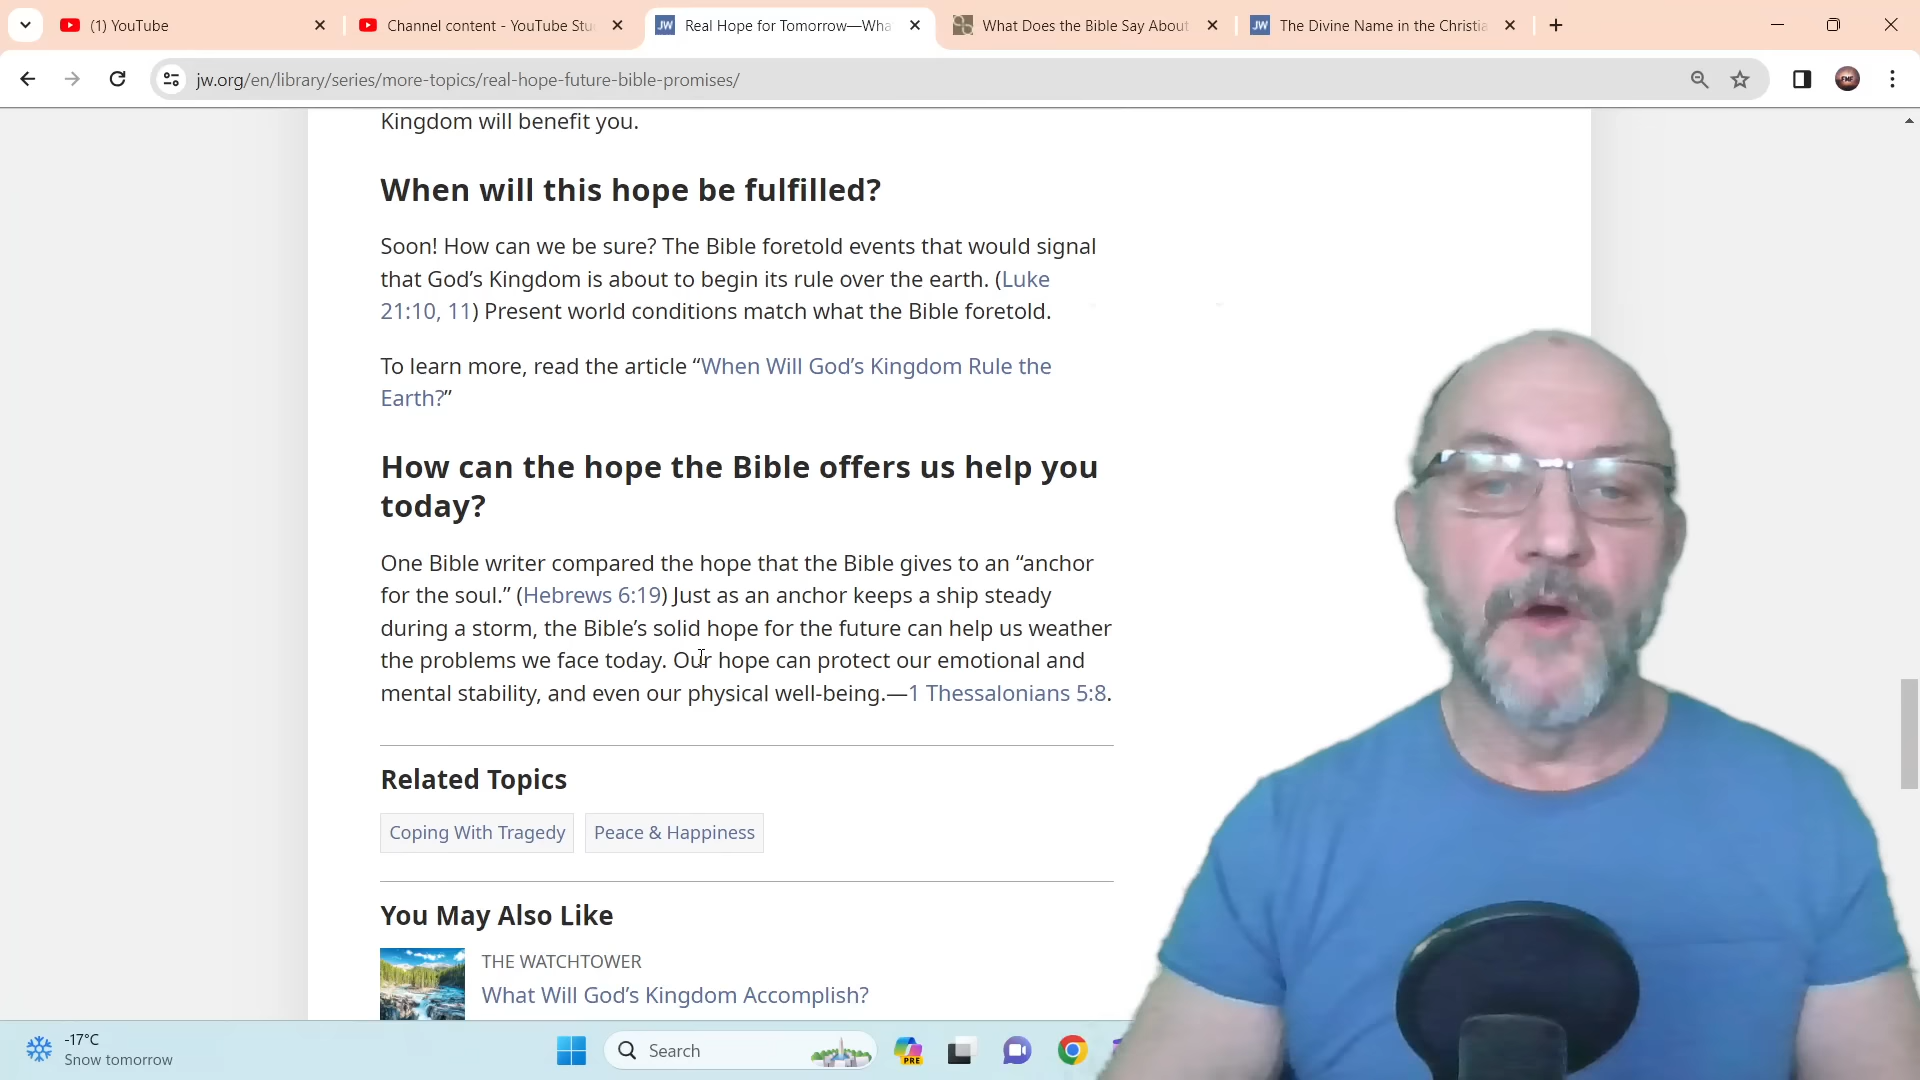 (1) YouTube
Channel content - YouTube Stu
JW Real Hope for Tomorrow—Wha
What Does the Bible Say About
JW The Divine Name in the Christia
jw.org/en/library/series/more-topics/real-hope-future-bible-promises/
Kingdom will benefit you.
When will this hope be fulfilled?
Soon! How can we be sure? The Bible foretold events that would signal
that God’s Kingdom is about to begin its rule over the earth. (Luke
21:10, 11) Present world conditions match what the Bible foretold.
To learn more, read the article “When Will God’s Kingdom Rule the
Earth?”
How can the hope the Bible offers us help you
today?
One Bible writer compared the hope that the Bible gives to an “anchor
for the soul.” (Hebrews 6:19) Just as an anchor keeps a ship steady
during a storm, the Bible’s solid hope for the future can help us weather
the problems we face today. Our hope can protect our emotional and
mental stability, and even our physical well-being.—1 Thessalonians 5:8.
Related Topics
Coping With Tragedy
Peace & Happiness
You May Also Like
THE WATCHTOWER
What Will God’s Kingdom Accomplish?
-17°C
Snow tomorrow
Search
PRE